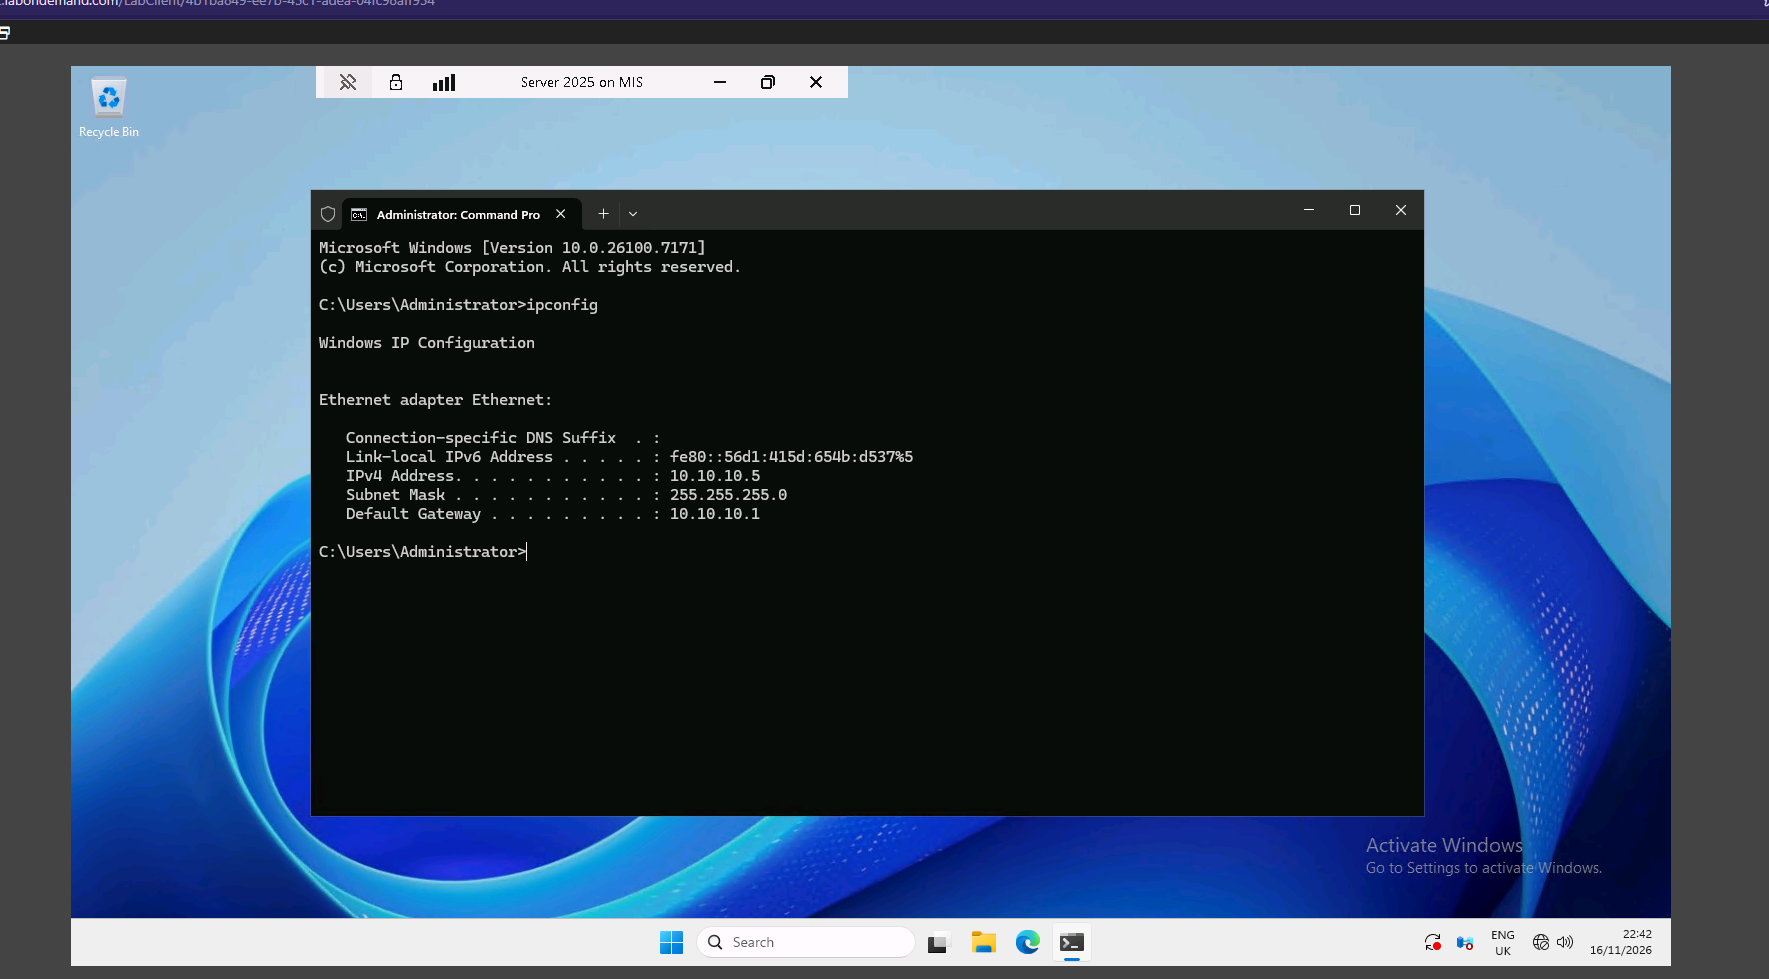 labondemand.com/LabClient/
Server 2025 on MIS
Recycle Bin
Administrator: Command Pro
Microsoft Windows [Version 10.0.26100.7171]
(c) Microsoft Corporation. All rights reserved.
C:\Users\Administrator>ipconfig
Windows IP Configuration
Ethernet adapter Ethernet:
Connection-specific DNS Suffix  . :
Link-local IPv6 Address . . . . . : fe80::56d1:415d:654b:d537%5
IPv4 Address. . . . . . . . . . . : 10.10.10.5
Subnet Mask . . . . . . . . . . . : 255.255.255.0
Default Gateway . . . . . . . . . : 10.10.10.1
C:\Users\Administrator>
Activate Windows
Go to Settings to activate Windows.
Search
ENG
UK
22:42
16/11/2026